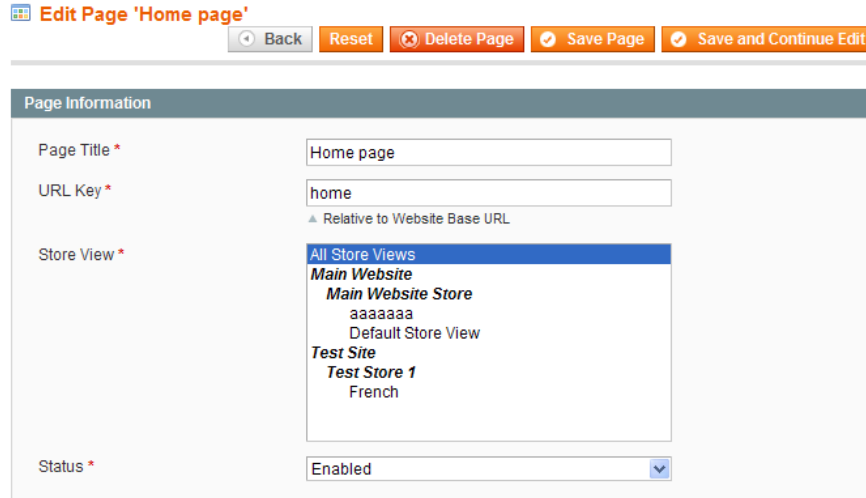 Edit Page 'Home page'
Back Reset Delete Page Save Page Save and Continue Edit
Page Information
Page Title * Home page
URL Key * home
Relative to Website Base URL
Store View * All Store Views
Main Website
Main Website Store
aaaaaaa
Default Store View
Test Site
Test Store 1
French
Status * Enabled